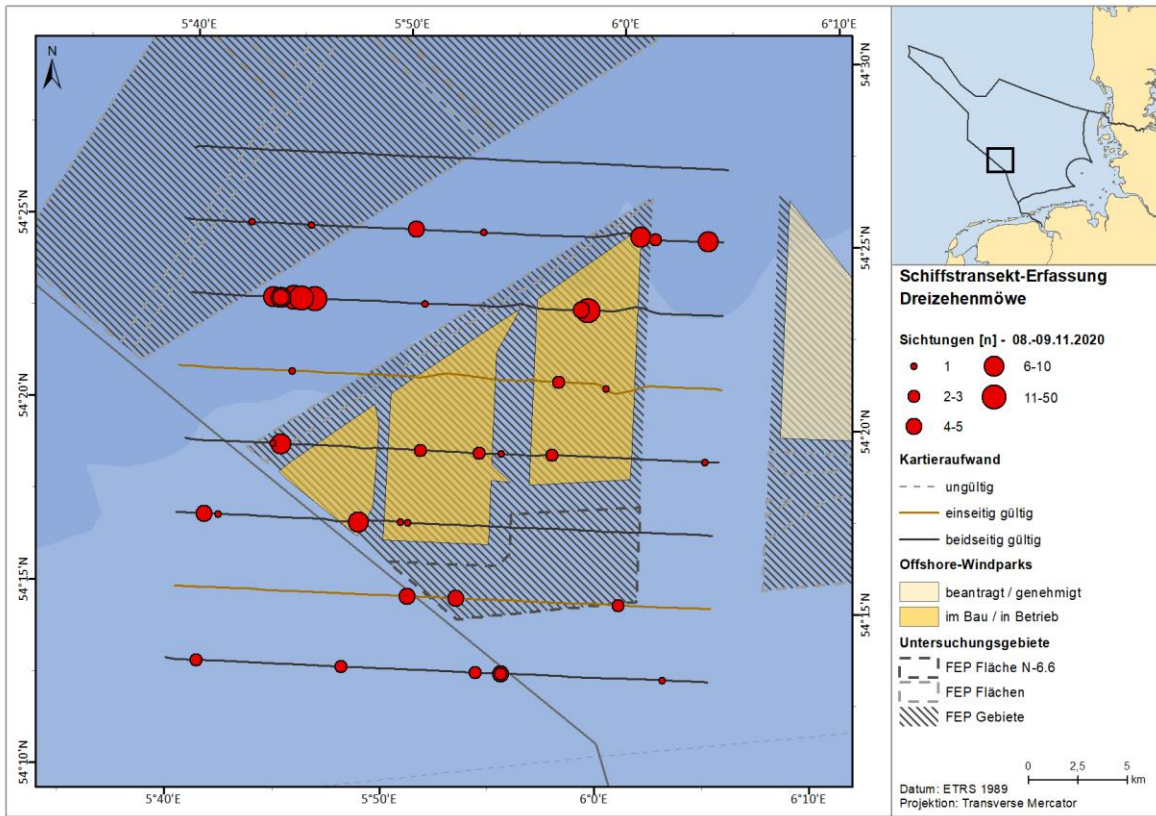 5°40'E
5°50'E
6°0'E
6°10'E
N
54°30'N
54°25'N
54°25'N
54°20'N
54°20'N
54°15'N
54°15'N
54°10'N
5°40'E
5°50'E
6°0'E
6°10'E
Schiffstransekt-Erfassung
Dreizehenmöwe
Sichtungen [n] - 08.-09.11.2020
1
6-10
2-3
11-50
4-5
Kartieraufwand
ungültig
einseitig gültig
beidseitig gültig
Offshore-Windparks
beantragt / genehmigt
im Bau / in Betrieb
Untersuchungsgebiete
FEP Fläche N-6.6
FEP Flächen
FEP Gebiete
0 2,5 5
km
Datum: ETRS 1989
Projektion: Transverse Mercator